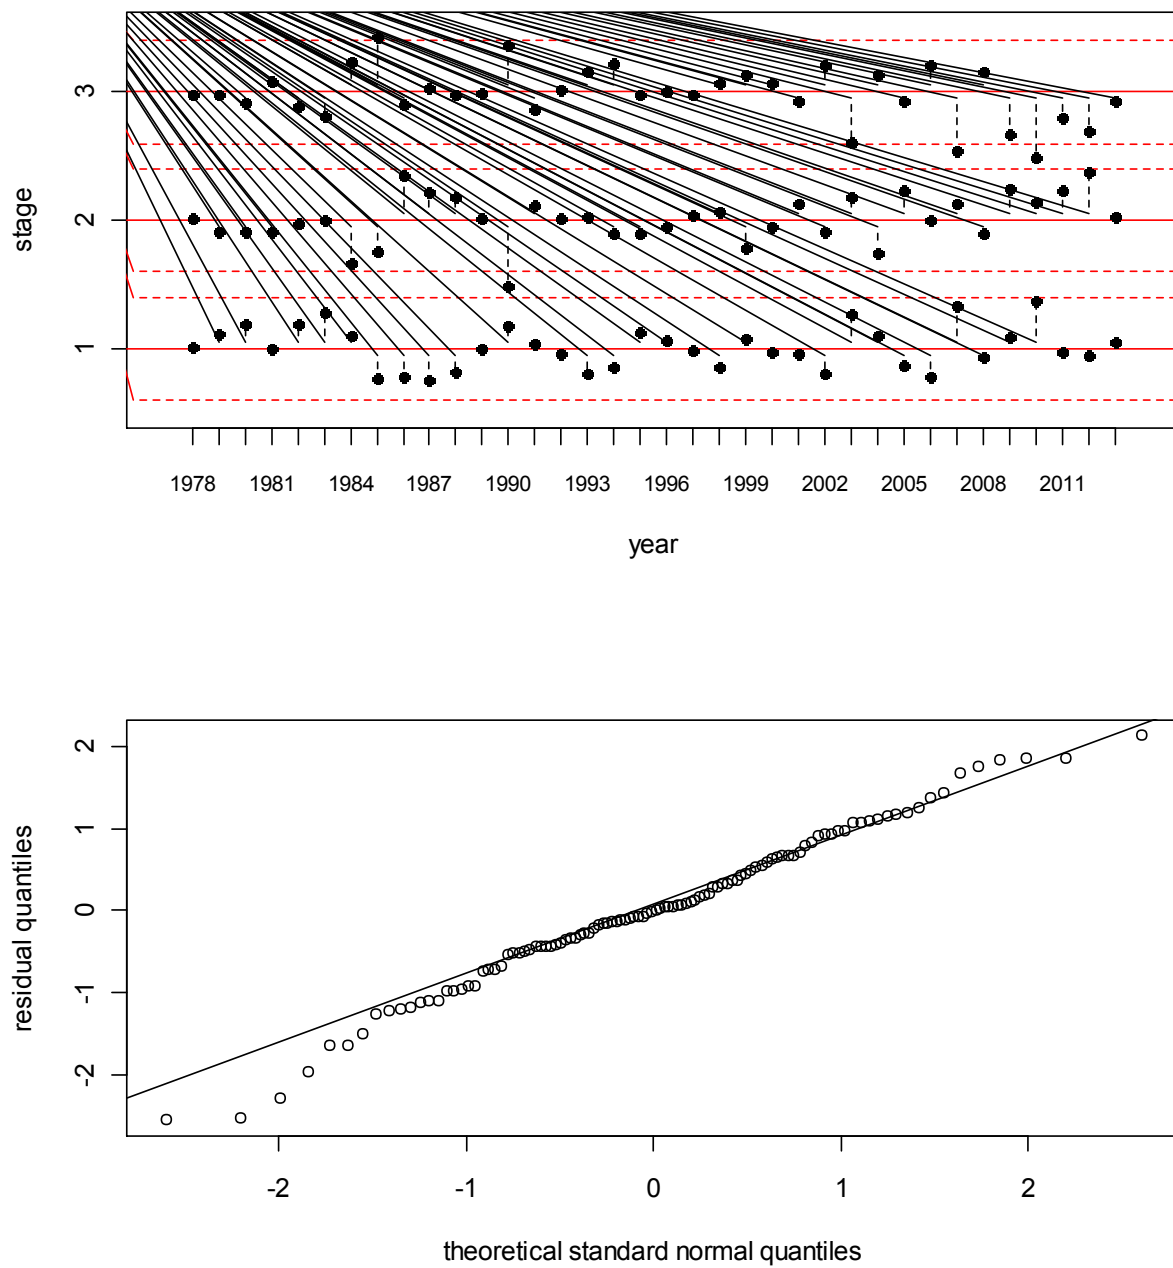 3
2
1
stage
1978 1981 1984 1987 1990 1993 1996 1999 2002 2005 2008 2011
year
2
1
0
-1
-2
residual quantiles
-2 -1 0 1 2
theoretical standard normal quantiles